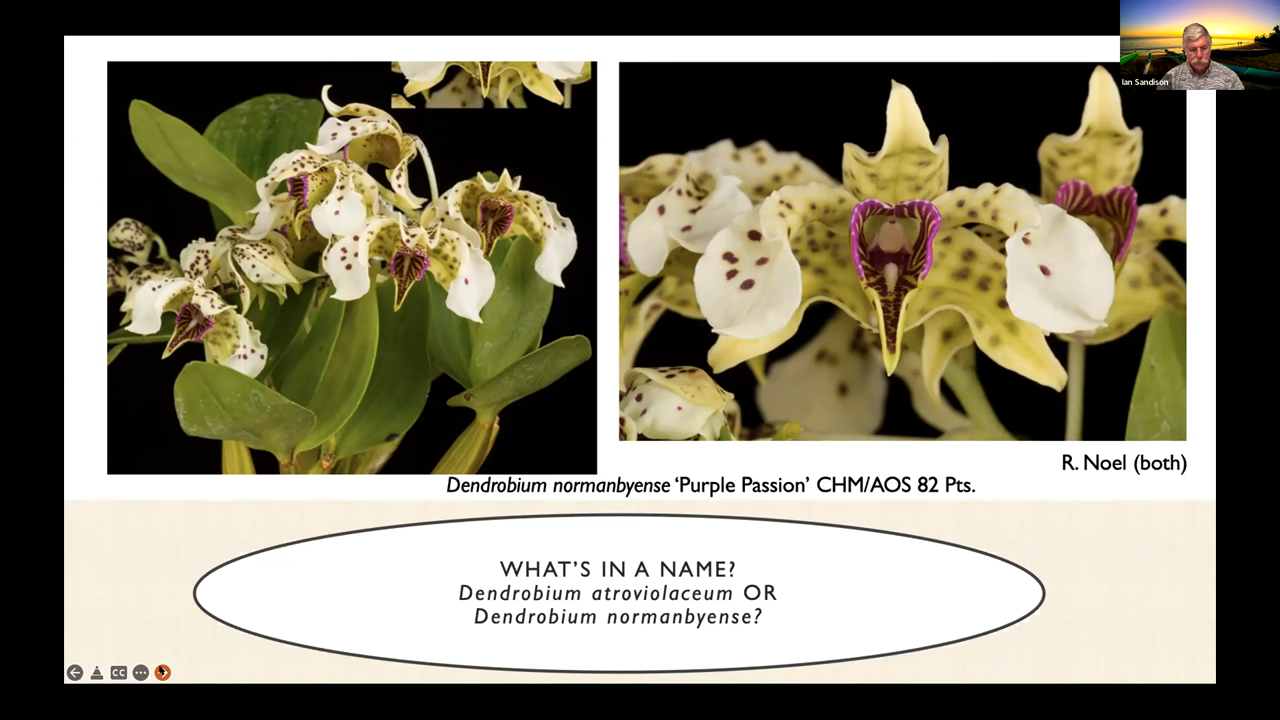 Ian Sandison
R. Noel (both)
Dendrobium normanbyense ‘Purple Passion’ CHM/AOS 82 Pts.
WHAT’S IN A NAME?
Dendrobium atroviolaceum OR
Dendrobium normanbyense?
CC